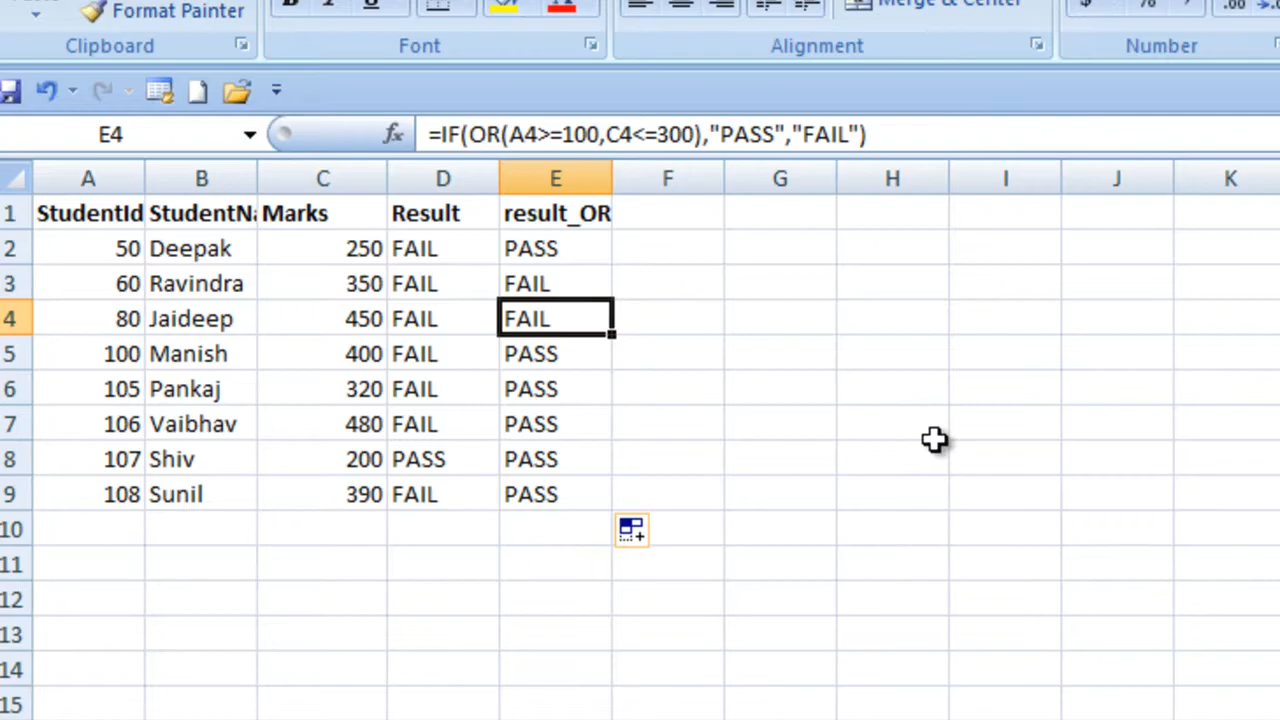 Format Painter
Merge & Center
Clipboard Font Alignment Number
E4 fx =IF(OR(A4>=100,C4<=300),"PASS","FAIL")
A B C D E F G H I J K
1 StudentId StudentNa Marks Result result_OR
2 50 Deepak 250 FAIL PASS
3 60 Ravindra 350 FAIL FAIL
4 80 Jaideep 450 FAIL FAIL
5 100 Manish 400 FAIL PASS
6 105 Pankaj 320 FAIL PASS
7 106 Vaibhav 480 FAIL PASS
8 107 Shiv 200 PASS PASS
9 108 Sunil 390 FAIL PASS
10
11
12
13
14
15